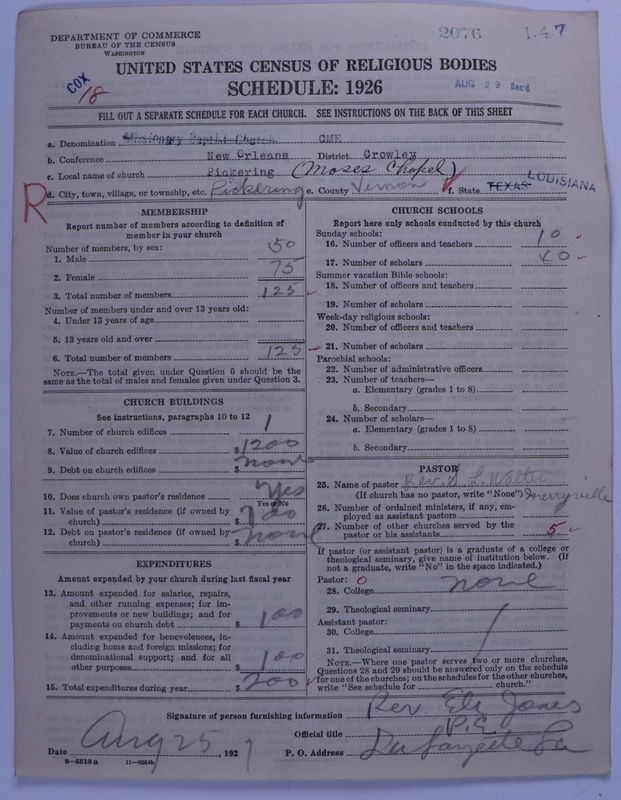 DEPARTMENT OF COMMERCE
BUREAU OF THE CENSUS
WASHINGTON
2076 1.4.7
COX
18
UNITED STATES CENSUS OF RELIGIOUS BODIES
SCHEDULE: 1926
AUG 29 Rec'd
FILL OUT A SEPARATE SCHEDULE FOR EACH CHURCH. SEE INSTRUCTIONS ON THE BACK OF THIS SHEET
a. Denomination Missionary Baptist Church CME
b. Conference New Orleans District Crowley
c. Local name of church Pickering (Moses Chapel)
R d. City, town, village, or township, etc. Pickering e. County Vernon f. State TEXAS LOUISIANA
MEMBERSHIP
Report number of members according to definition of
member in your church
Number of members, by sex:
1. Male 50
2. Female 75
3. Total number of members 125
Number of members under and over 13 years old:
4. Under 13 years of age
5. 13 years old and over
6. Total number of members 125
NOTE.—The total given under Question 6 should be the
same as the total of males and females given under Question 3.
CHURCH BUILDINGS
See instructions, paragraphs 10 to 12
7. Number of church edifices 1
8. Value of church edifices $1200
9. Debt on church edifices $ none
10. Does church own pastor's residence Yes
Yes or No
11. Value of pastor's residence (if owned by
church) $
12. Debt on pastor's residence (if owned by
church) $ none
EXPENDITURES
Amount expended by your church during last fiscal year
13. Amount expended for salaries, repairs,
and other running expenses; for im-
provements or new buildings; and for
payments on church debt $ 100
14. Amount expended for benevolences, in-
cluding home and foreign missions; for
denominational support; and for all
other purposes $ 100
15. Total expenditures during year $ 200
CHURCH SCHOOLS
Report here only schools conducted by this church
Sunday schools:
16. Number of officers and teachers 10
17. Number of scholars 40
Summer vacation Bible schools:
18. Number of officers and teachers
19. Number of scholars
Week-day religious schools:
20. Number of officers and teachers
21. Number of scholars
Parochial schools:
22. Number of administrative officers
23. Number of teachers—
a. Elementary (grades 1 to 8)
b. Secondary
24. Number of scholars—
a. Elementary (grades 1 to 8)
b. Secondary
PASTOR
25. Name of pastor Rev. S. L. Walter
(If church has no pastor, write "None") Merryville
26. Number of ordained ministers, if any, em-
ployed as assistant pastors
27. Number of other churches served by the
pastor or his assistants 5
If pastor (or assistant pastor) is a graduate of a college or
theological seminary, give name of institution below. (If
not a graduate, write "No" in the space indicated.)
Pastor: 0
28. College none
29. Theological seminary
Assistant pastor:
30. College
31. Theological seminary
NOTE.—Where one pastor serves two or more churches,
Questions 28 and 29 should be answered only on the schedule
for one of the churches; on the schedules for the other churches,
write "See schedule for church."
Signature of person furnishing information Rev Eli Jones
Official title P.E.
Date Aug 25, 1927 P. O. Address Lafayette La
8-5518a 11-9064b